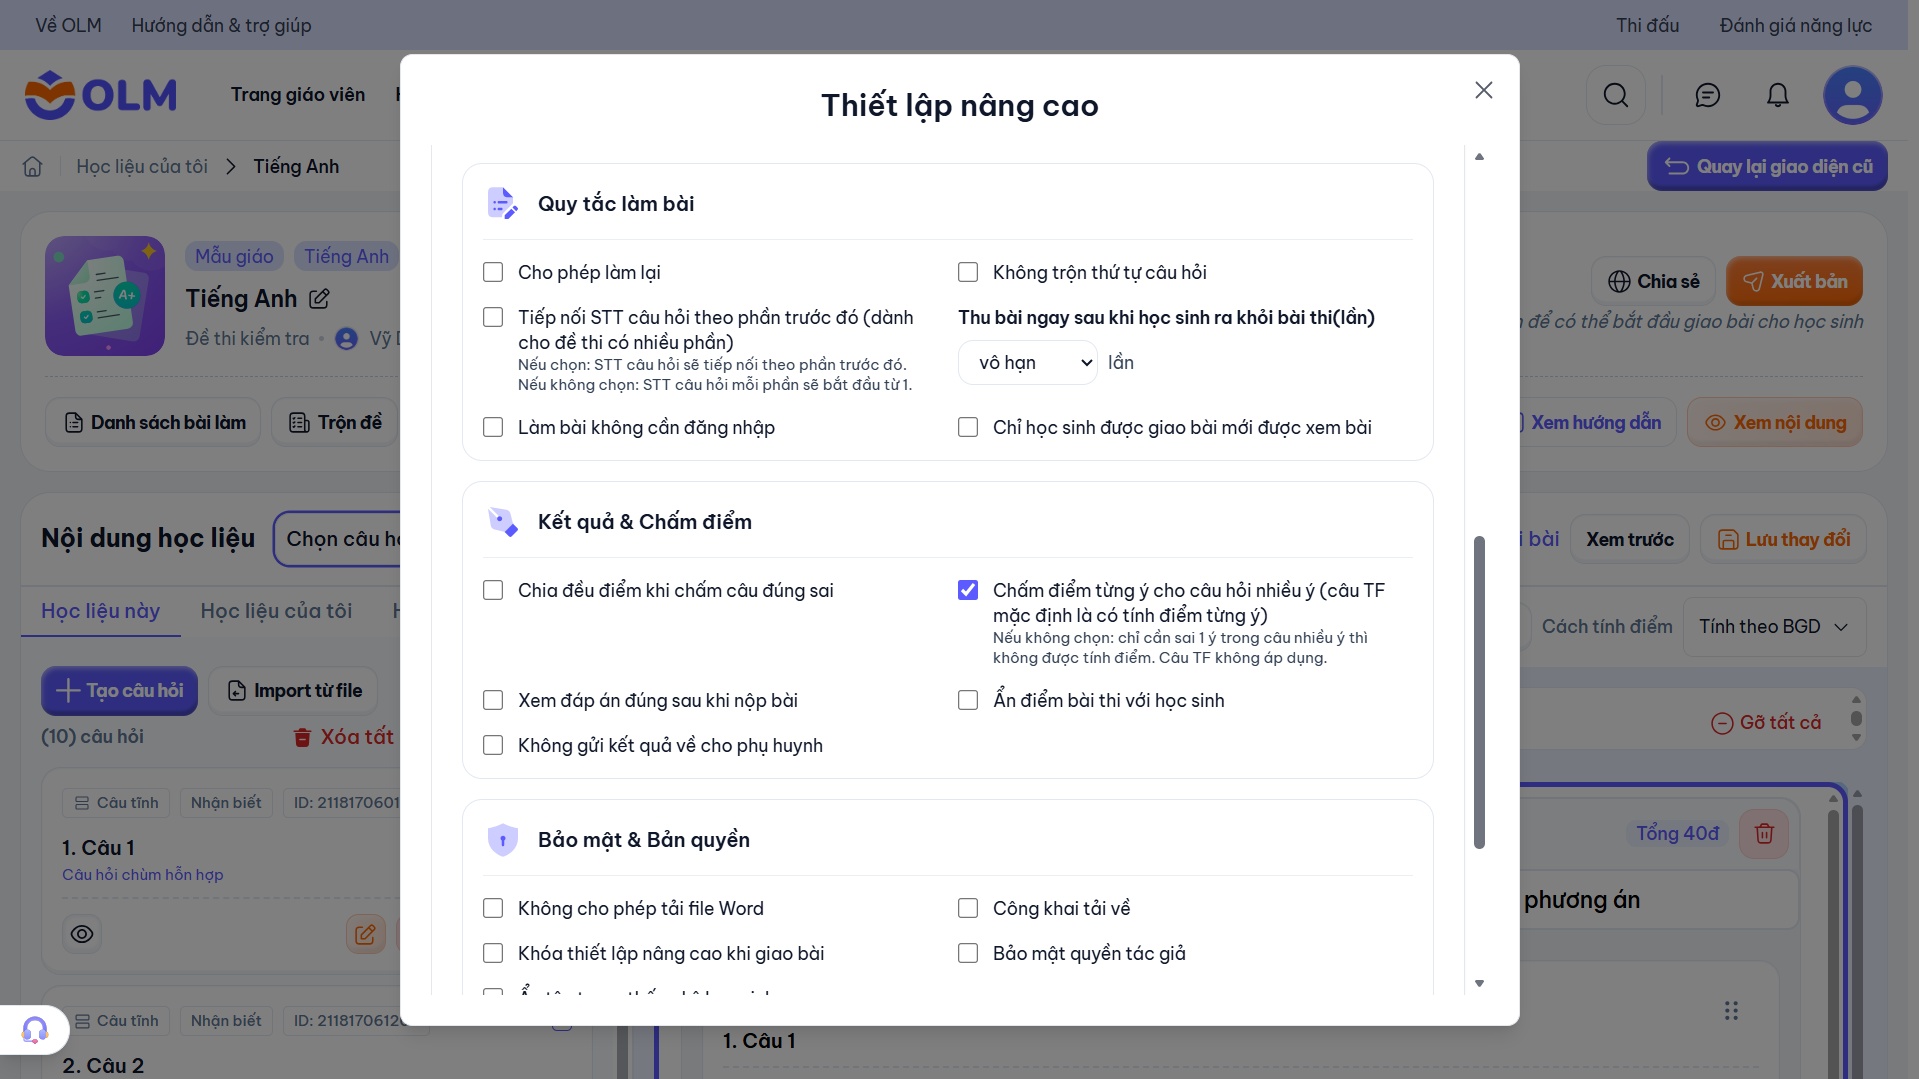 Về OLM
Hướng dẫn & trợ giúp
Thi đấu
Đánh giá năng lực
OLM
Trang giáo viên
Học liệu của tôi
Tiếng Anh
Quay lại giao diện cũ
Mẫu giáo
Tiếng Anh
Tiếng Anh
A+
Đề thi kiểm tra
Chia sẻ
Xuất bản
để có thể bắt đầu giao bài cho học sinh
Danh sách bài làm
Trộn đề
Xem hướng dẫn
Xem nội dung
Nội dung học liệu
Chọn câu
bài
Xem trước
Lưu thay đổi
Học liệu này
Học liệu của tôi
Cách tính điểm
Tính theo BGD
Tạo câu hỏi
Import từ file
(10) câu hỏi
Xóa tất
Gỡ tất cả
Câu tĩnh
Nhận biết
ID: 2118170601
1. Câu 1
Câu hỏi chùm hỗn hợp
Tổng 40đ
phương án
Câu tĩnh
Nhận biết
2. Câu 2
1. Câu 1
Thiết lập nâng cao
Quy tắc làm bài
Cho phép làm lại
Không trộn thứ tự câu hỏi
Tiếp nối STT câu hỏi theo phần trước đó (dành
cho đề thi có nhiều phần)
Nếu chọn: STT câu hỏi sẽ tiếp nối theo phần trước đó.
Nếu không chọn: STT câu hỏi mỗi phần sẽ bắt đầu từ 1.
Thu bài ngay sau khi học sinh ra khỏi bài thi(lần)
vô hạn
lần
Làm bài không cần đăng nhập
Chỉ học sinh được giao bài mới được xem bài
Kết quả & Chấm điểm
Chia đều điểm khi chấm câu đúng sai
Chấm điểm từng ý cho câu hỏi nhiều ý (câu TF
mặc định là có tính điểm từng ý)
Nếu không chọn: chỉ cần sai 1 ý trong câu nhiều ý thì
không được tính điểm. Câu TF không áp dụng.
Xem đáp án đúng sau khi nộp bài
Ẩn điểm bài thi với học sinh
Không gửi kết quả về cho phụ huynh
Bảo mật & Bản quyền
Không cho phép tải file Word
Công khai tải về
Khóa thiết lập nâng cao khi giao bài
Bảo mật quyền tác giả